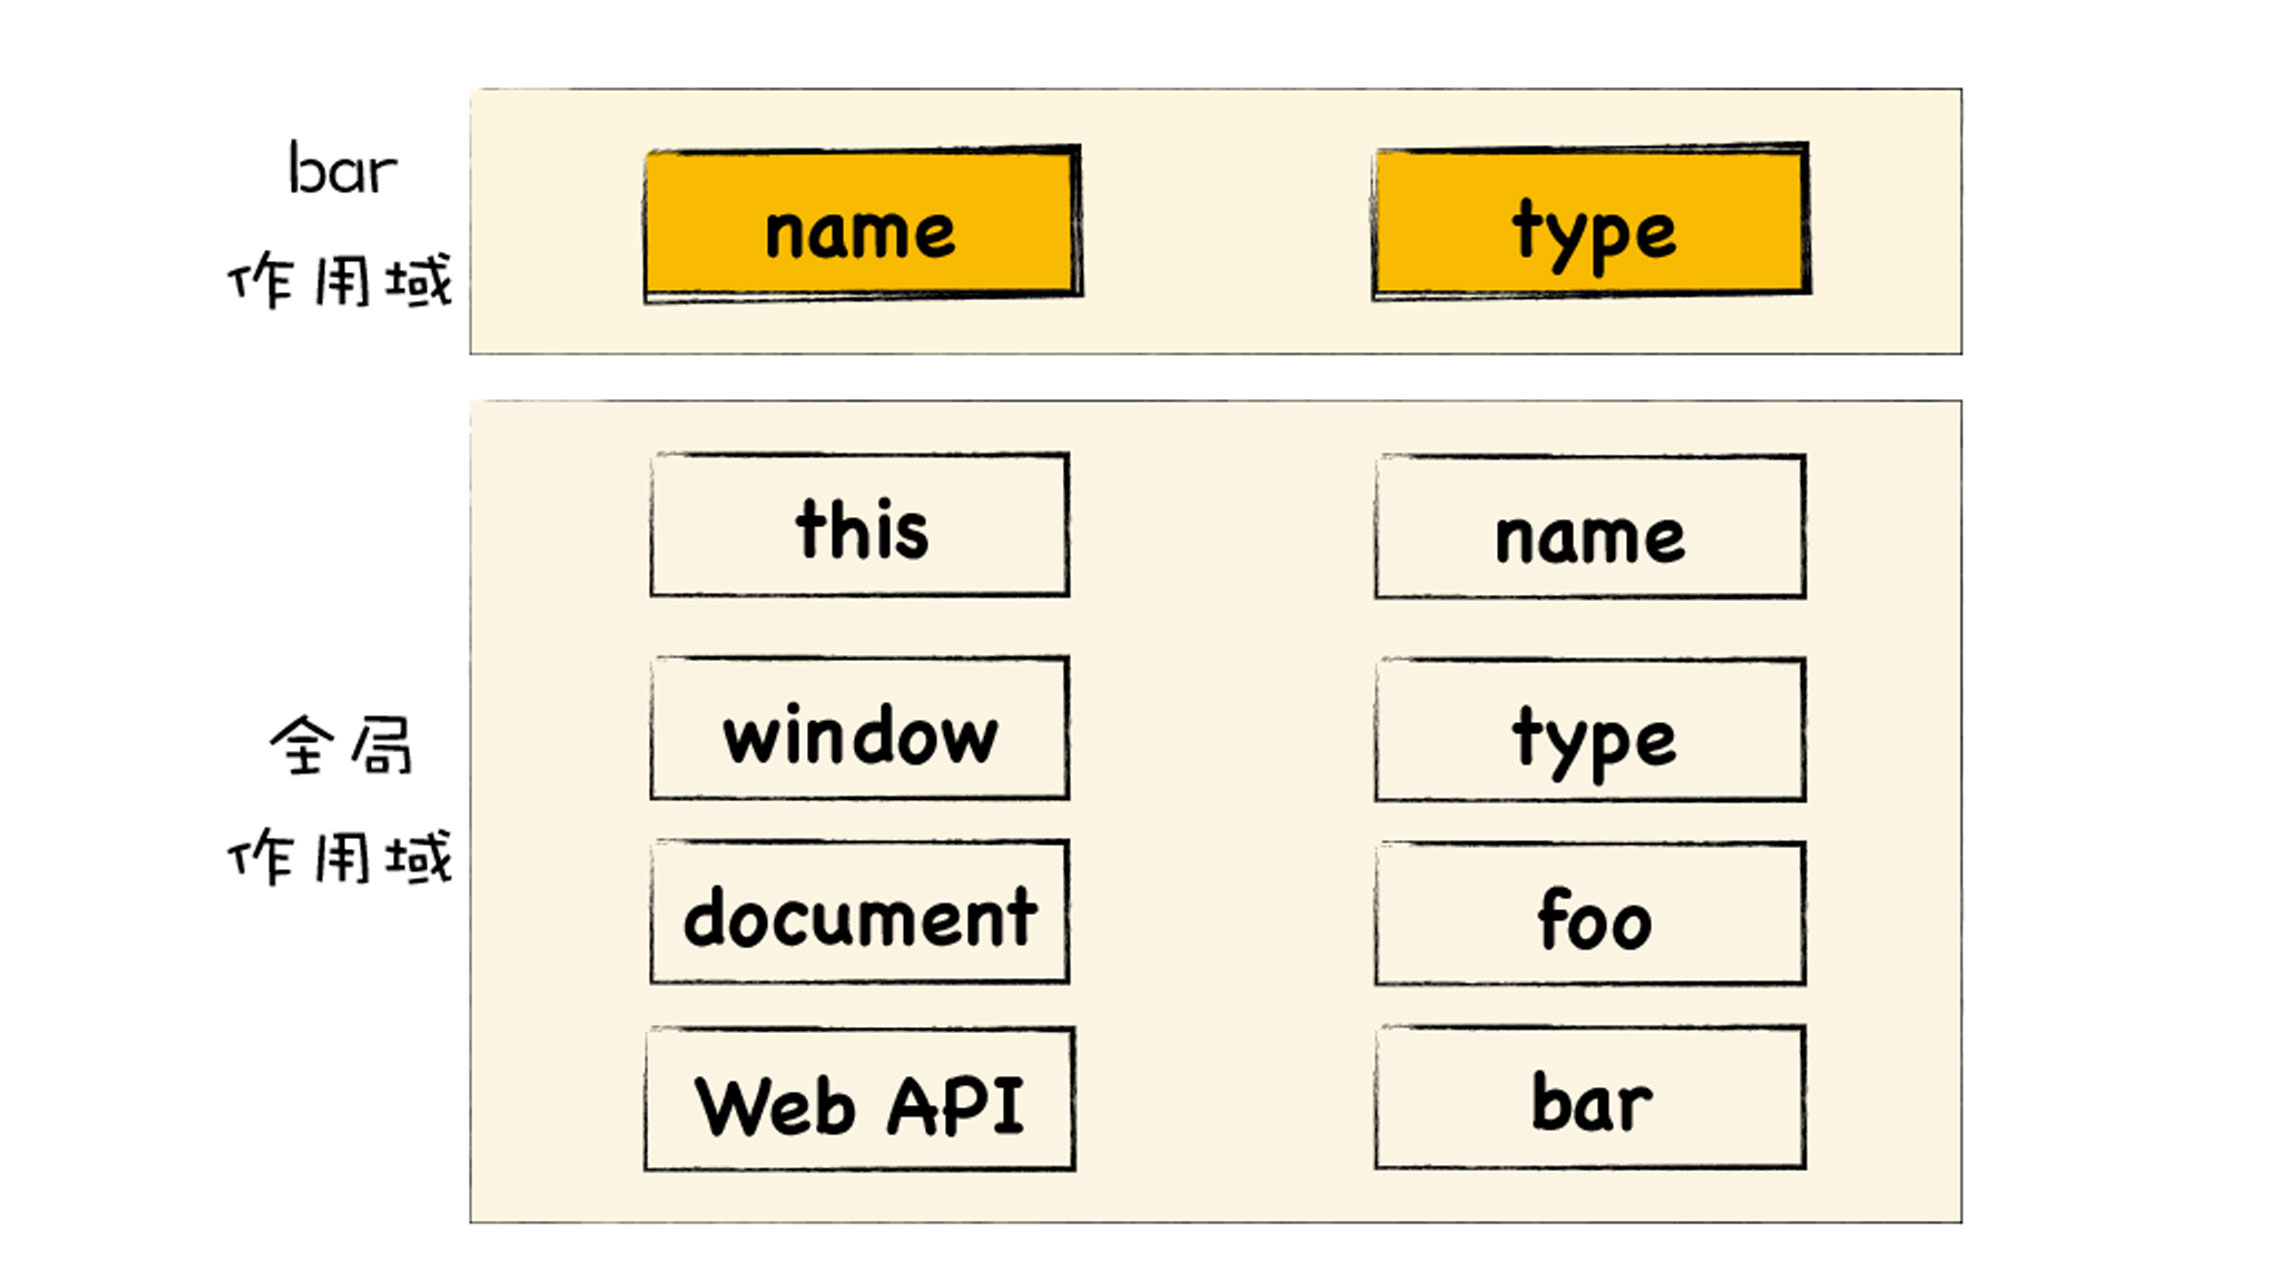 bar
作用域
name
type
全局
作用域
this
name
window
type
document
foo
Web API
bar